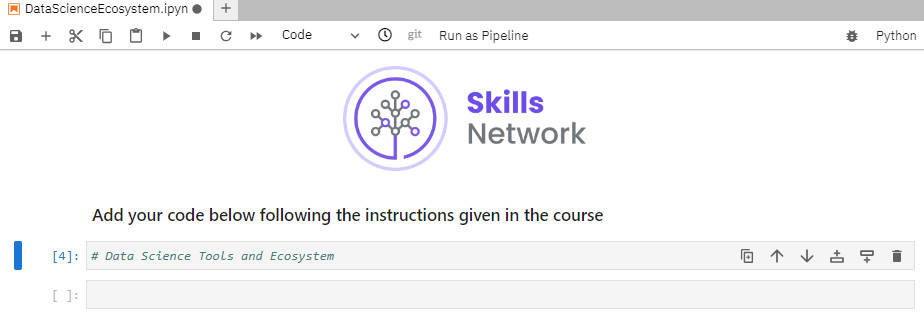 DataScienceEcosystem.ipyn
Code git Run as Pipeline Python
Skills
Network
Add your code below following the instructions given in the course
[4]: # Data Science Tools and Ecosystem
[ ]: